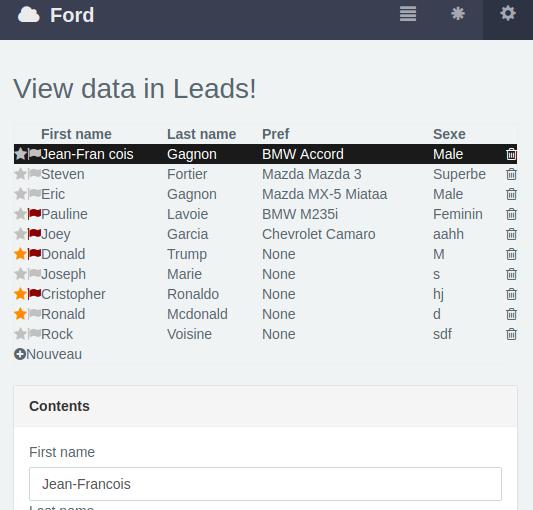 Ford
View data in Leads!
First name Last name Pref Sexe
Jean-Fran cois Gagnon BMW Accord Male
Steven Fortier Mazda Mazda 3 Superbe
Eric Gagnon Mazda MX-5 Miataa Male
Pauline Lavoie BMW M235i Feminin
Joey Garcia Chevrolet Camaro aahh
Donald Trump None M
Joseph Marie None s
Cristopher Ronaldo None hj
Ronald Mcdonald None d
Rock Voisine None sdf
Nouveau
Contents
First name
Jean-Francois
Last name